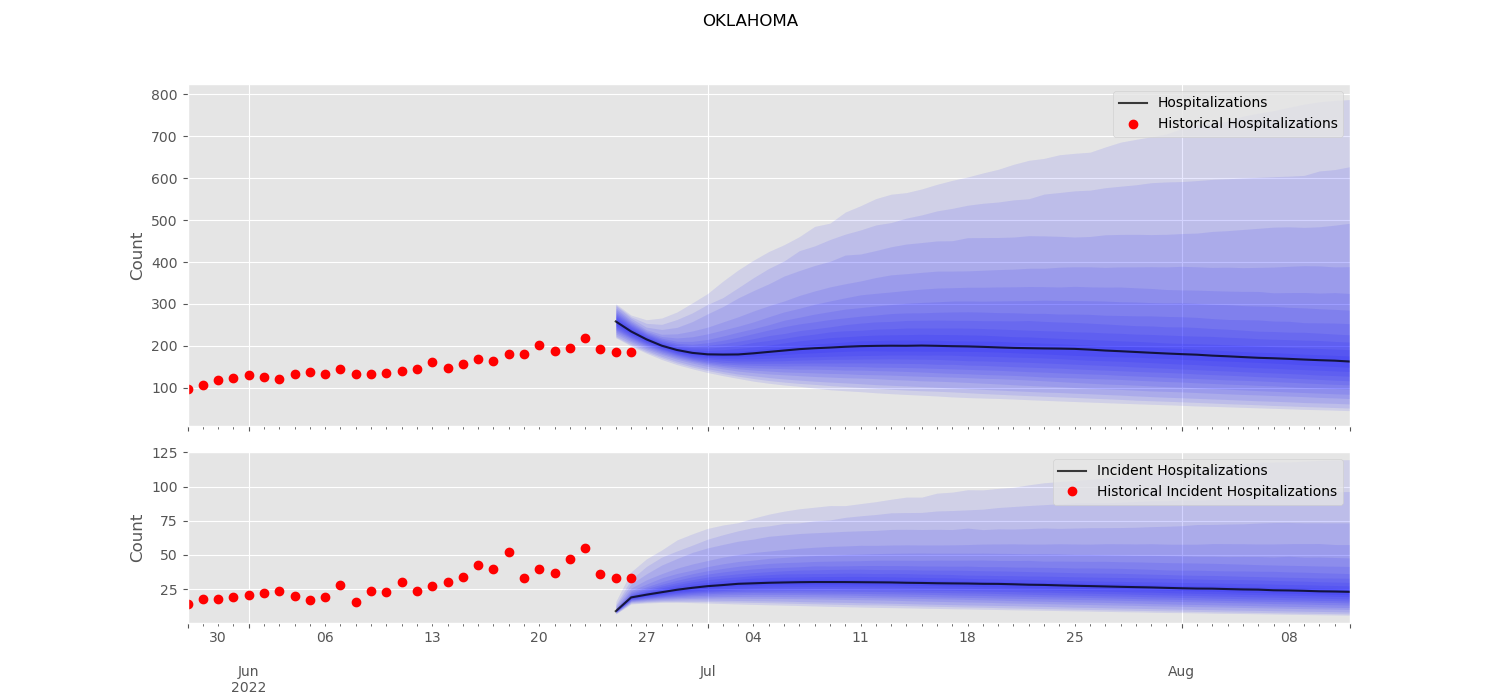 OKLAHOMA
800
700
600
500
400
300
200
100
Count
Hospitalizations
Historical Hospitalizations
125
100
75
50
25
Count
Incident Hospitalizations
Historical Incident Hospitalizations
30 06 13 20 27 04 11 18 25 08
Jun Jul Aug
2022